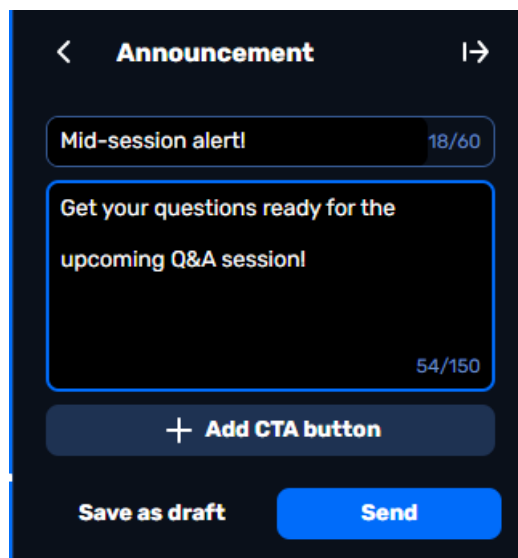 Announcement
Mid-session alert!
18/60
Get your questions ready for the
upcoming Q&A session!
54/150
+ Add CTA button
Save as draft
Send